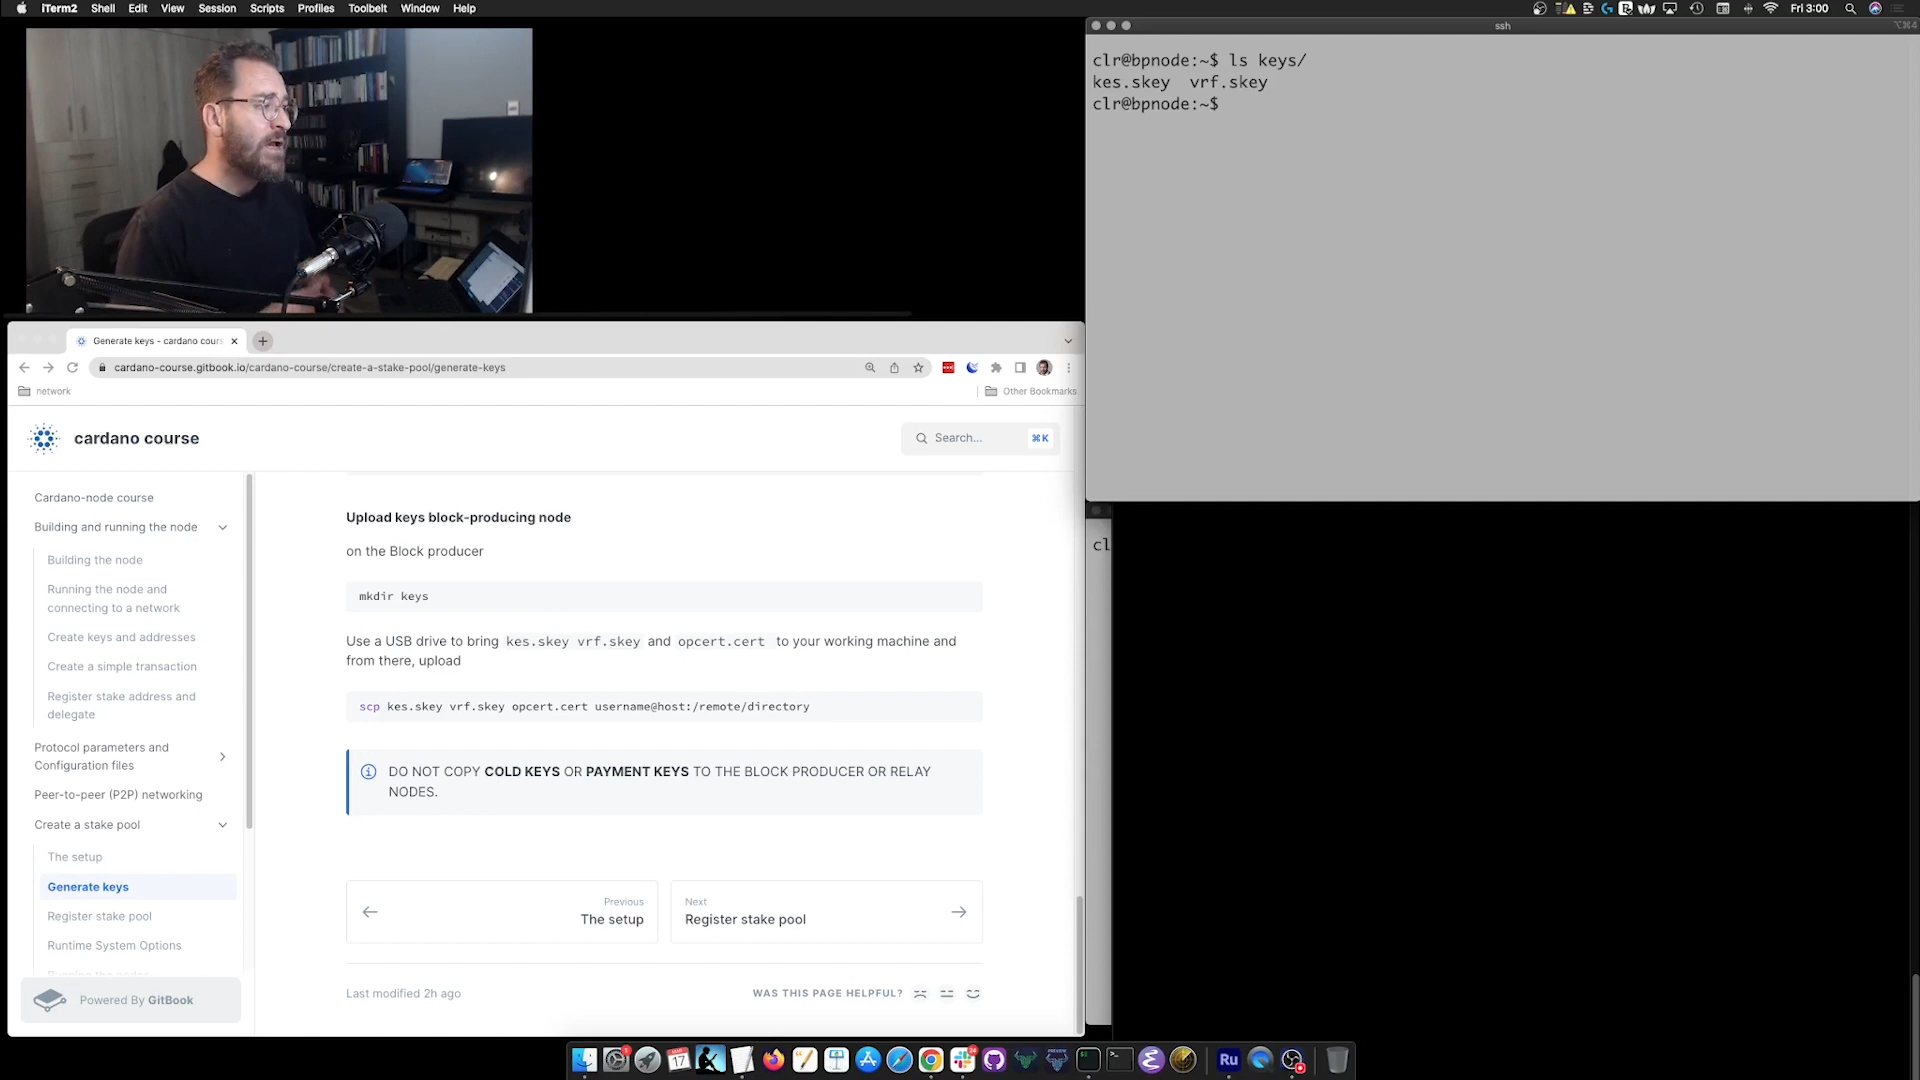 iTerm2 Shell Edit View Session Scripts Profiles Toolbelt Window Help
Fri 3:00
ssh
⌥⌘4
clr@bpnode:~$ ls keys/
kes.skey vrf.skey
clr@bpnode:~$
cl
Generate keys - cardano cours
cardano-course.gitbook.io/cardano-course/create-a-stake-pool/generate-keys
network
Other Bookmarks
cardano course
Search...
⌘K
Cardano-node course
Building and running the node
Building the node
Running the node and
connecting to a network
Create keys and addresses
Create a simple transaction
Register stake address and
delegate
Protocol parameters and
Configuration files
Peer-to-peer (P2P) networking
Create a stake pool
The setup
Generate keys
Register stake pool
Runtime System Options
Running the nodes
Powered By GitBook
Upload keys block-producing node
on the Block producer
mkdir keys
Use a USB drive to bring kes.skey vrf.skey and opcert.cert to your working machine and
from there, upload
scp kes.skey vrf.skey opcert.cert username@host:/remote/directory
DO NOT COPY COLD KEYS OR PAYMENT KEYS TO THE BLOCK PRODUCER OR RELAY
NODES.
Previous
The setup
Next
Register stake pool
Last modified 2h ago
WAS THIS PAGE HELPFUL?
17
Ru